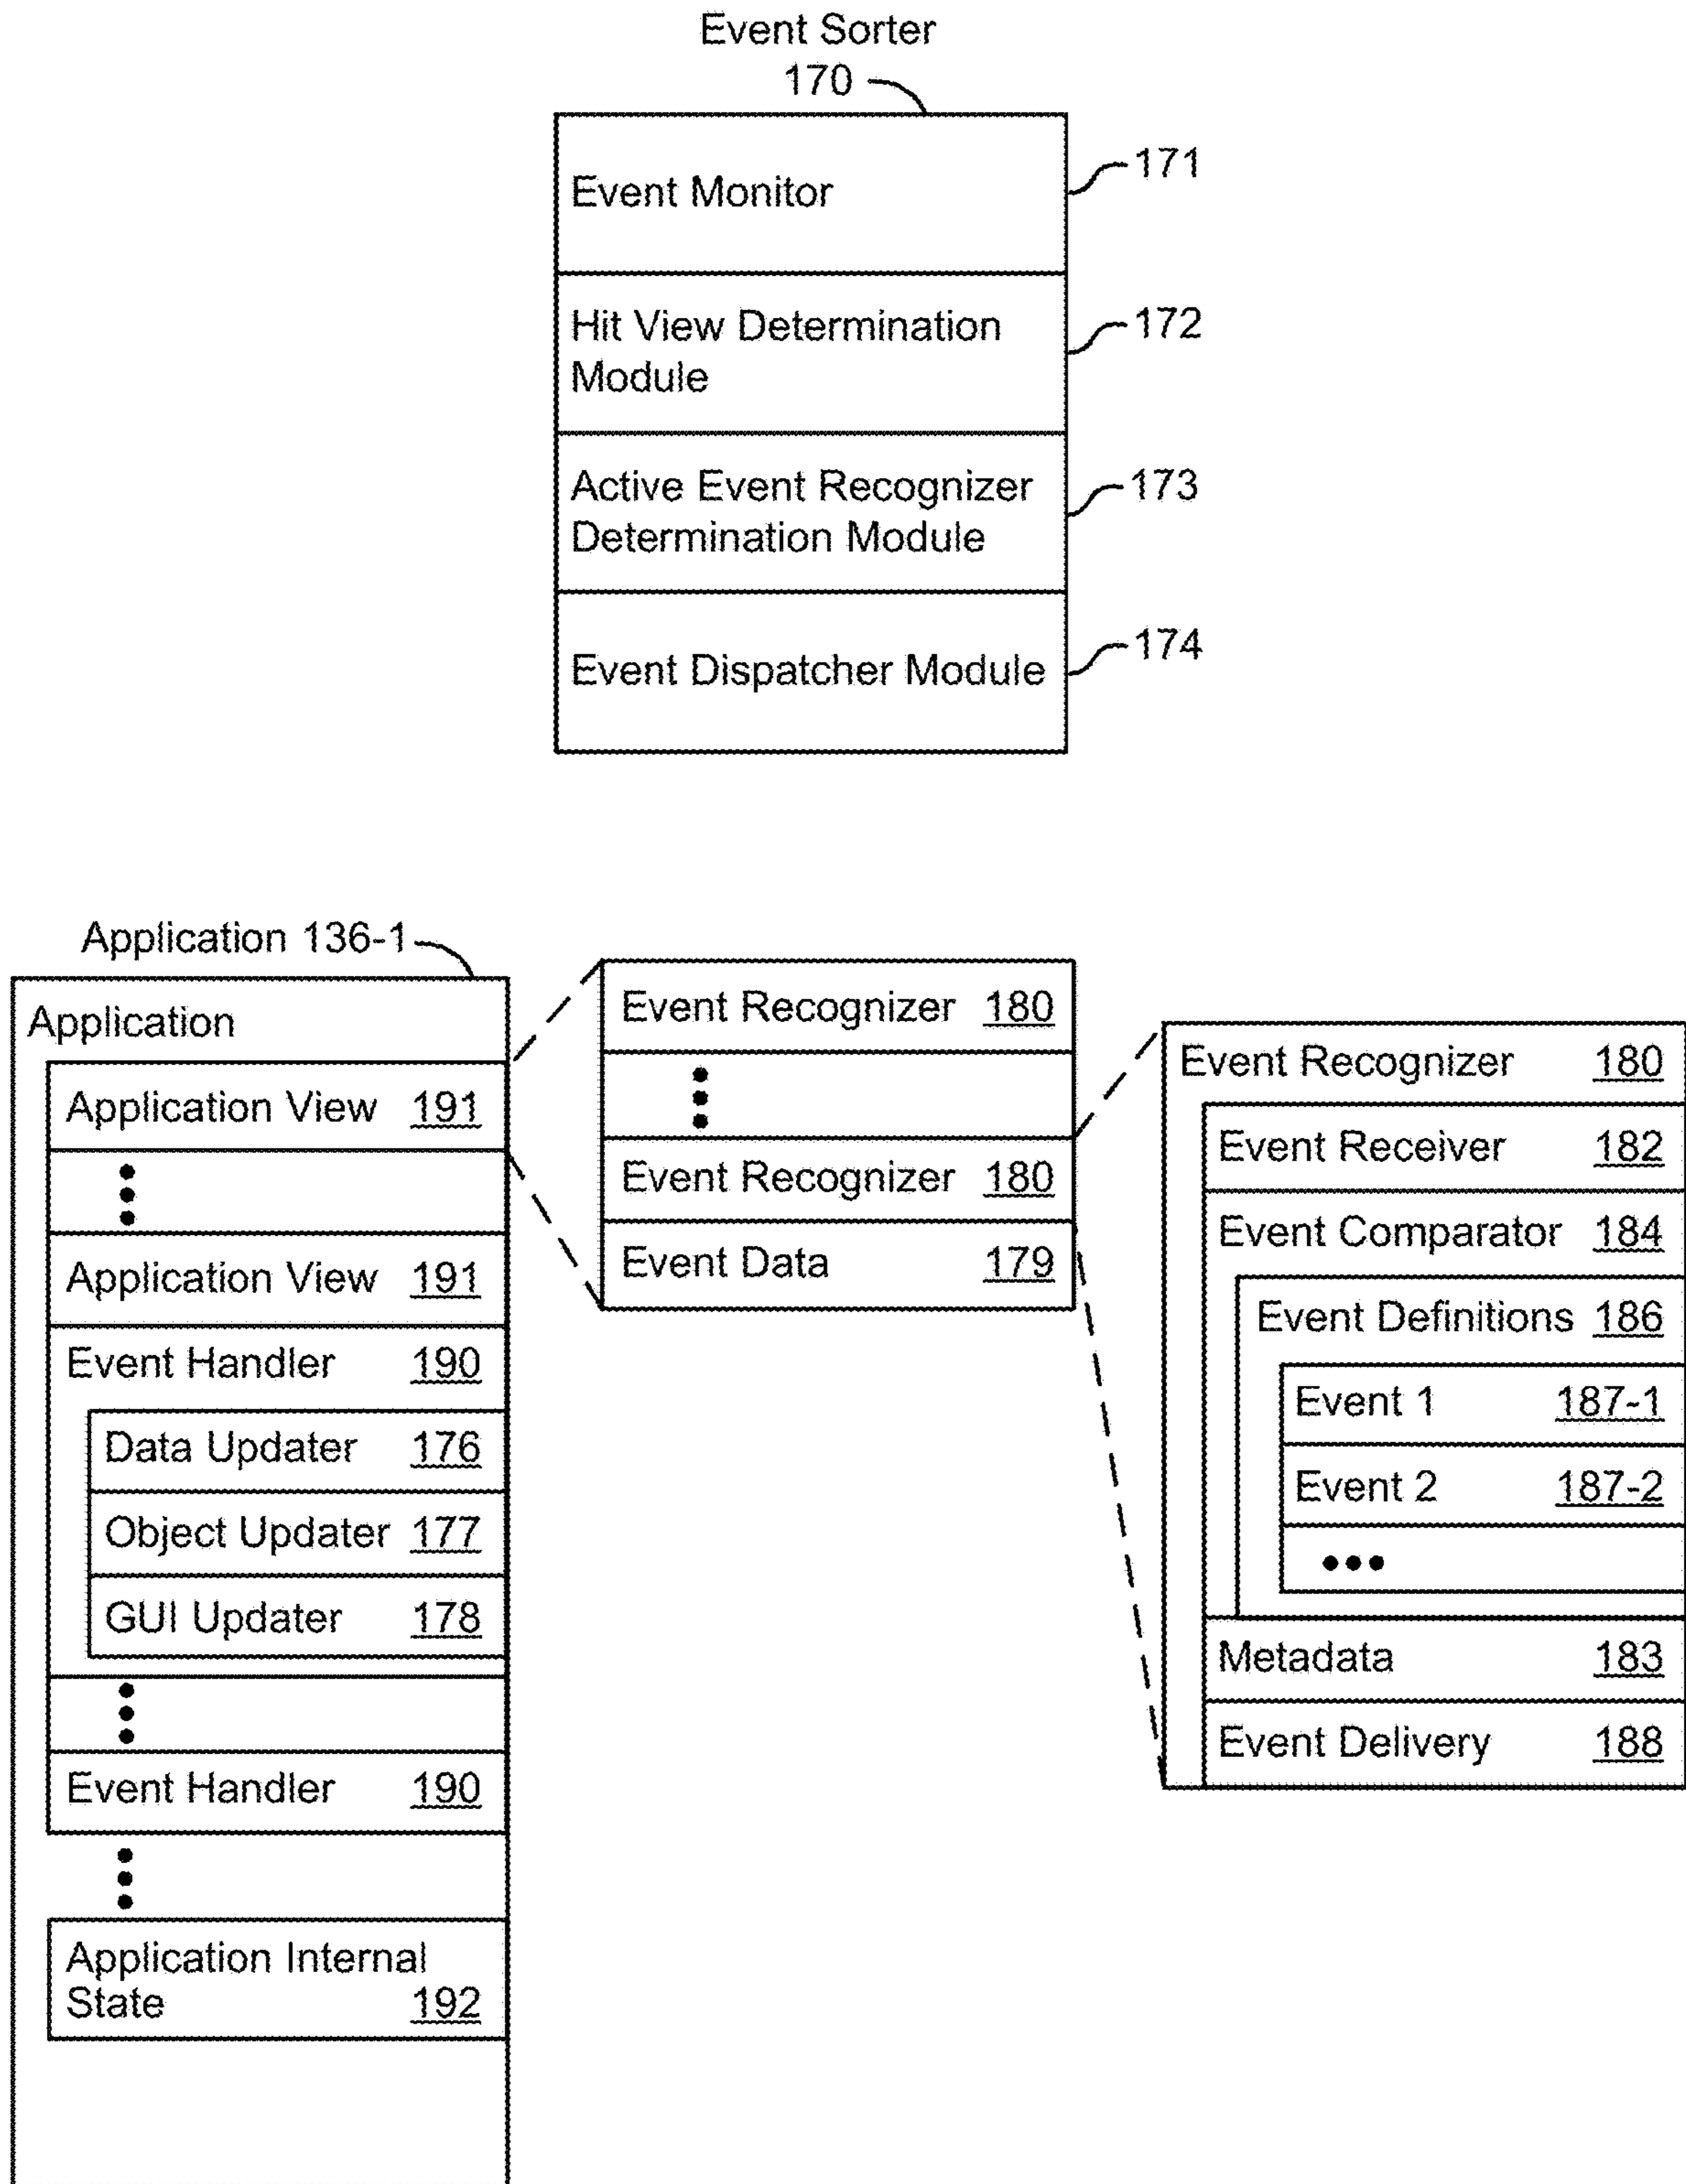 Event Sorter
170
Event Monitor
171
Hit View Determination
Module
172
Active Event Recognizer
Determination Module
173
Event Dispatcher Module
174
Application 136-1
Application
Application View 191
Application View 191
Event Handler 190
Data Updater 176
Object Updater 177
GUI Updater 178
Event Handler 190
Application Internal
State 192
Event Recognizer 180
Event Recognizer 180
Event Data 179
Event Recognizer 180
Event Receiver 182
Event Comparator 184
Event Definitions 186
Event 1 187-1
Event 2 187-2
Metadata 183
Event Delivery 188